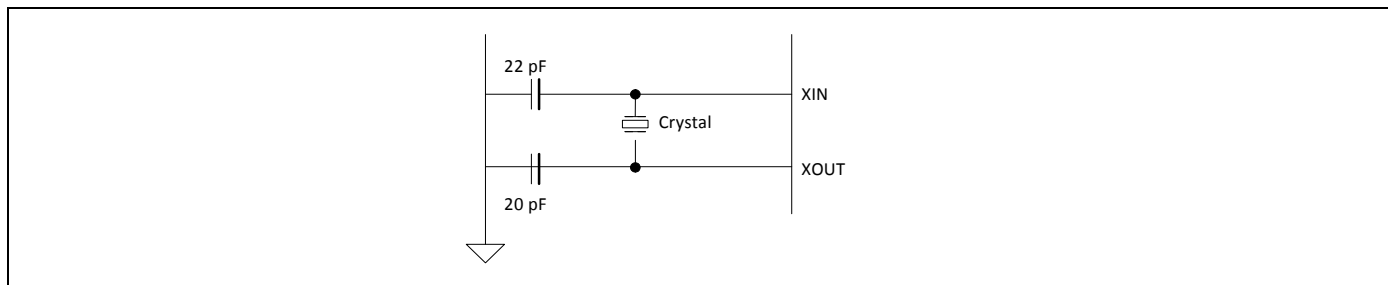 22 pF
XIN
Crystal
XOUT
20 pF